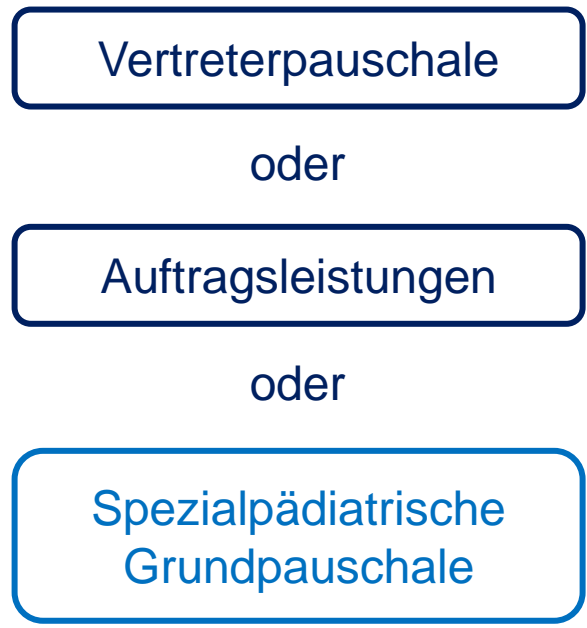 Vertreterpauschale
oder
Auftragsleistungen
oder
Spezialpädiatrische
Grundpauschale